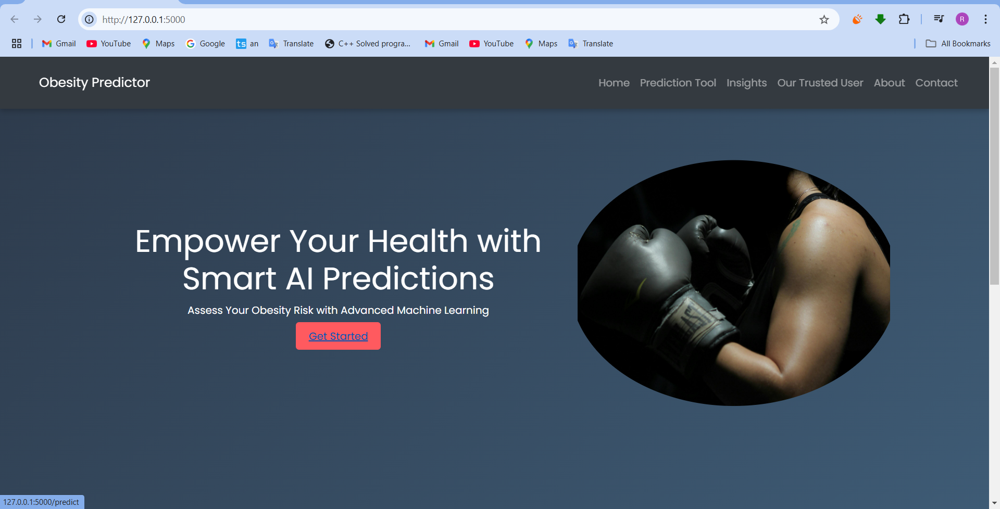 http://127.0.0.1:5000
R
Gmail YouTube Maps Google ts an Translate C++ Solved progra... Gmail YouTube Maps Translate All Bookmarks
Obesity Predictor
Home Prediction Tool Insights Our Trusted User About Contact
Empower Your Health with
Smart AI Predictions
Assess Your Obesity Risk with Advanced Machine Learning
Get Started
127.0.0.1:5000/predict